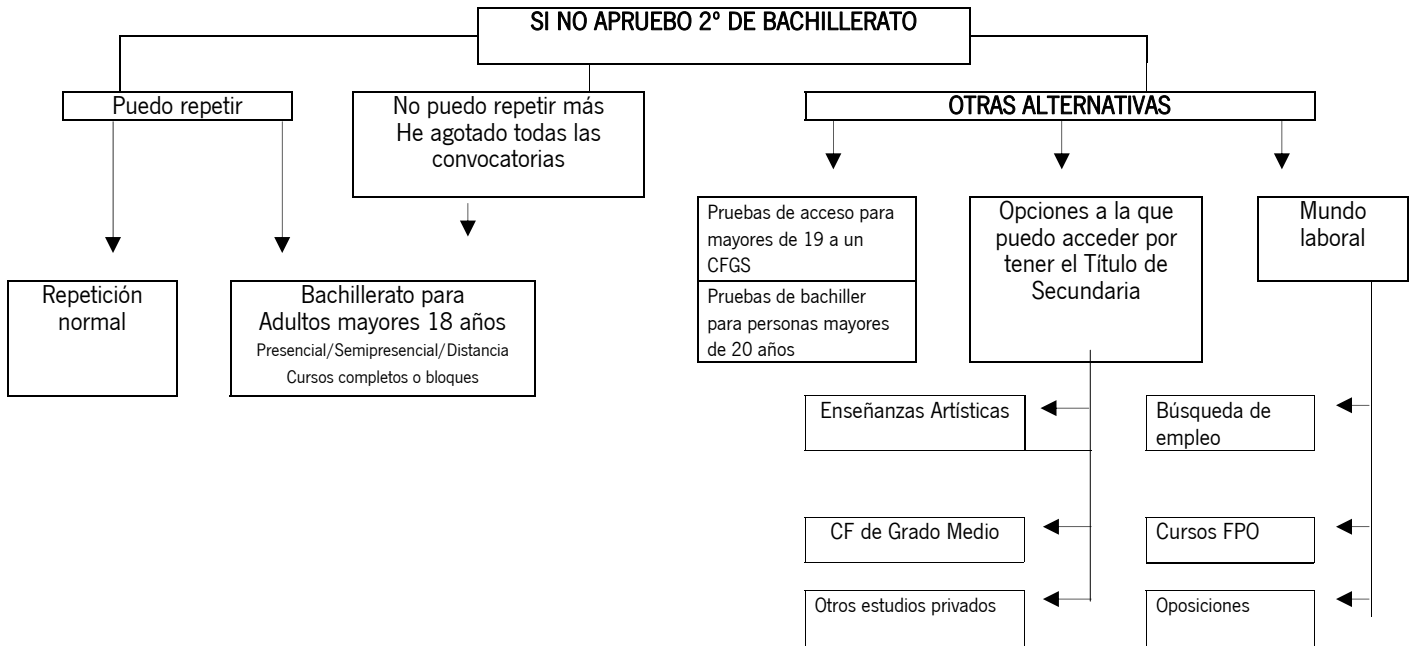 SI NO APRUEBO 2º DE BACHILLERATO
Puedo repetir
No puedo repetir más
He agotado todas las
convocatorias
OTRAS ALTERNATIVAS
Repetición
normal
Bachillerato para
Adultos mayores 18 años
Presencial/Semipresencial/Distancia
Cursos completos o bloques
Pruebas de acceso para
mayores de 19 a un
CFGS
Pruebas de bachiller
para personas mayores
de 20 años
Opciones a la que
puedo acceder por
tener el Título de
Secundaria
Mundo
laboral
Enseñanzas Artísticas
CF de Grado Medio
Otros estudios privados
Búsqueda de
empleo
Cursos FPO
Oposiciones